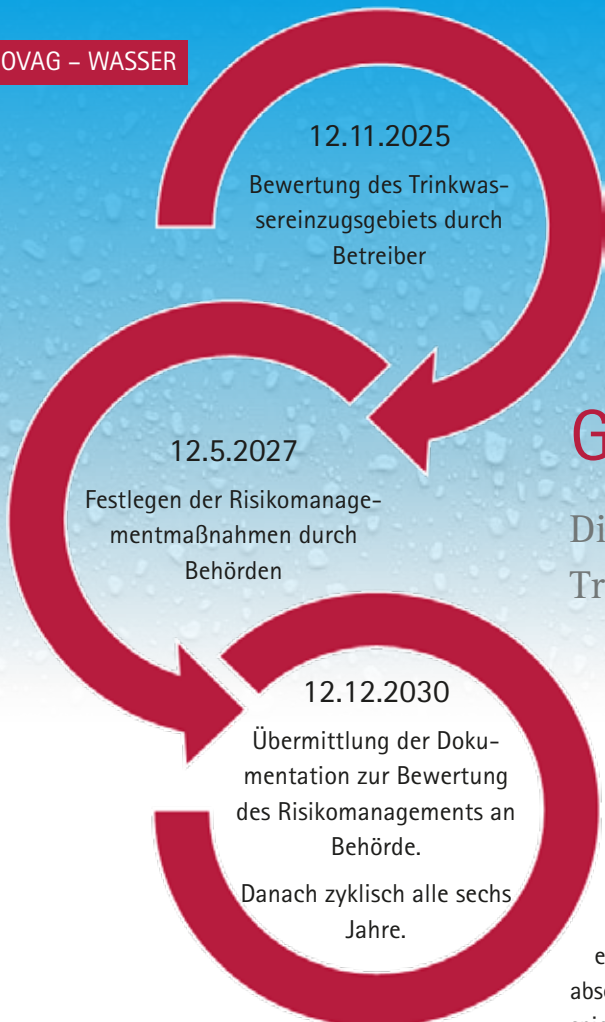 OVAG – WASSER
12.11.2025
Bewertung des Trinkwas-
sereinzugsgebiets durch
Betreiber
12.5.2027
Festlegen der Risikomanage-
mentmaßnahmen durch
Behörden
12.12.2030
Übermittlung der Doku-
mentation zur Bewertung
des Risikomanagements an
Behörde.
Danach zyklisch alle sechs
Jahre.
G
Di
Tr
e